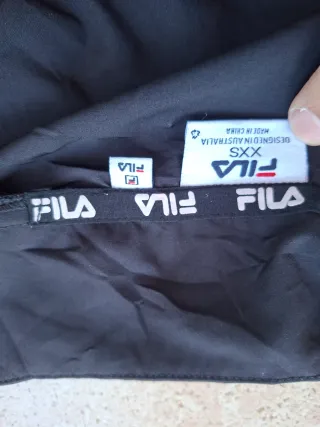 FILA
XXS
DESIGNED IN AUSTRALIA
MADE IN CHINA
F
FILA
FILA FILA FILA